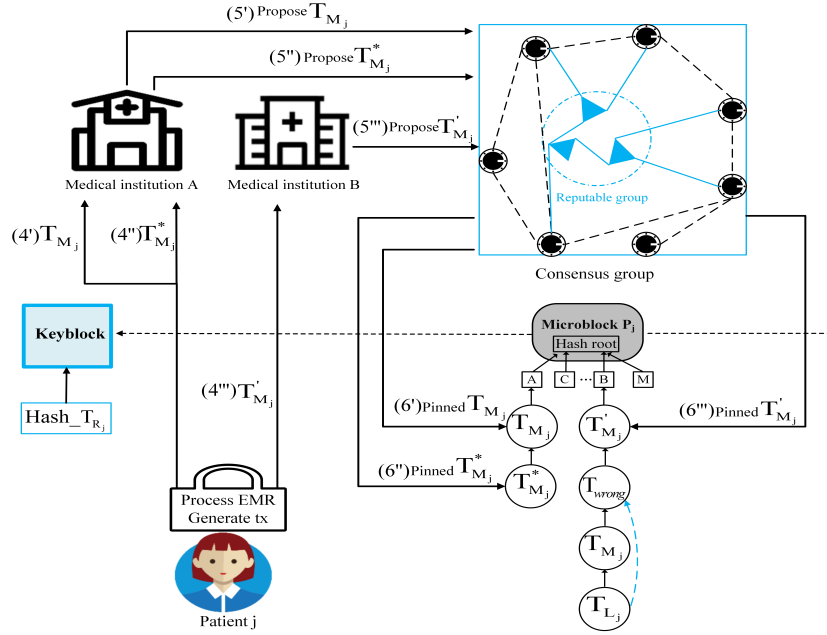 (5') Propose T_{M_j}
(5'') Propose T^*_{M_j}
(5''') Propose T^'_{M_j}
Reputable group
Medical institution A
Medical institution B
(4') T_{M_j}
(4'') T^*_{M_j}
Consensus group
Keyblock
Microblock P_j
Hash root
A
C
...
B
M
Hash_T_{R_j}
(4''') T^'_{M_j}
(6') Pinned T_{M_j}
T_{M_j}
T^'_{M_j}
(6''') Pinned T^'_{M_j}
(6'') Pinned T^*_{M_j}
T^*_{M_j}
T_{wrong}
Process EMR
Generate tx
T_{M_j}
T_{L_j}
Patient j